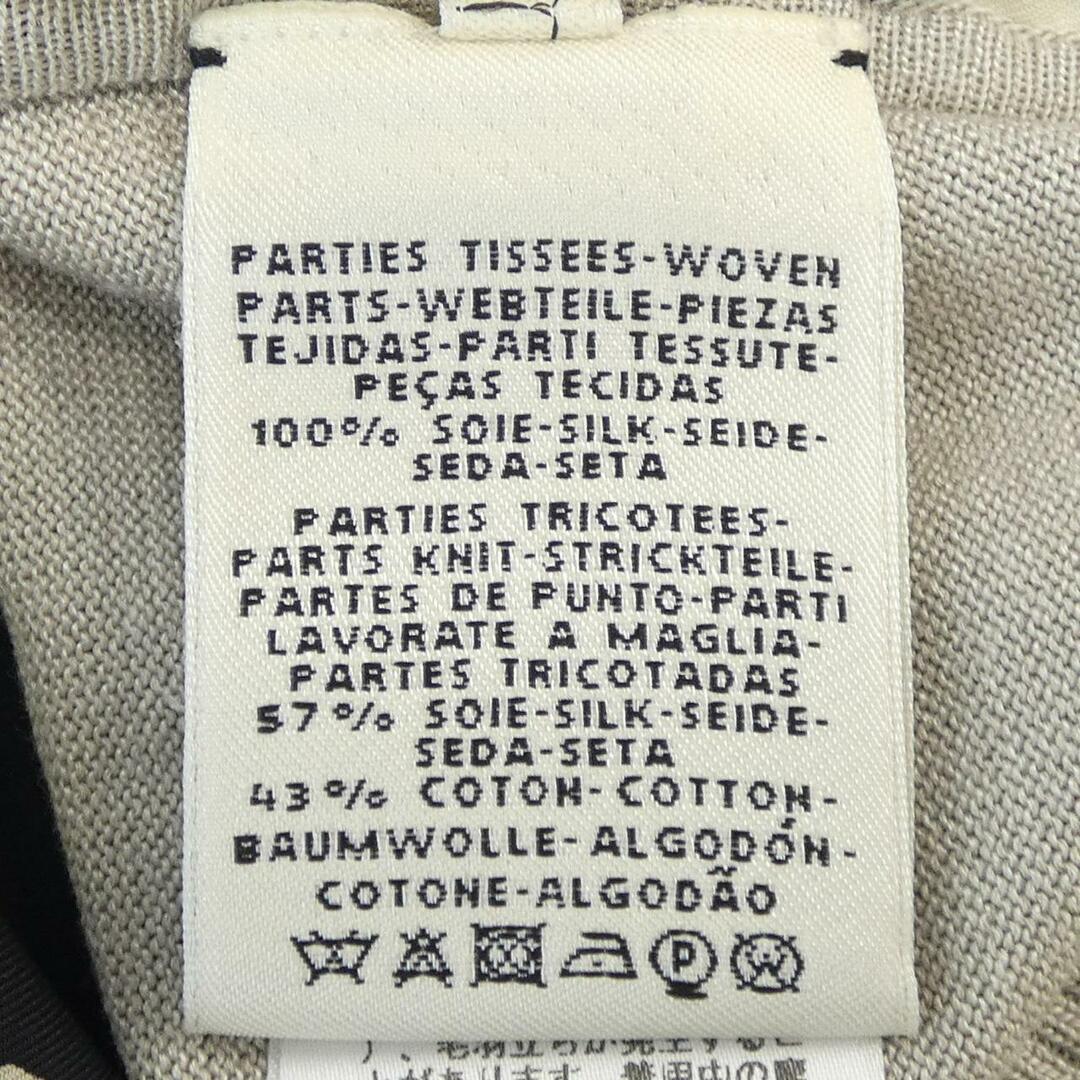 PARTIES TISSEES-WOVEN
PARTS-WEBTEILE-PIEZAS
TEJIDAS-PARTI TESSUTE-
PEÇAS TECIDAS
100% SOIE-SILK-SEIDE-
SEDA-SETA
PARTIES TRICOTEES-
PARTS KNIT-STRICKTEILE-
PARTES DE PUNTO-PARTI
LAVORATE A MAGLIA-
PARTES TRICOTADAS
57% SOIE-SILK-SEIDE-
SEDA-SETA
43% COTON-COTTON-
BAUMWOLLE-ALGODÓN-
COTONE-ALGODÃO
P W